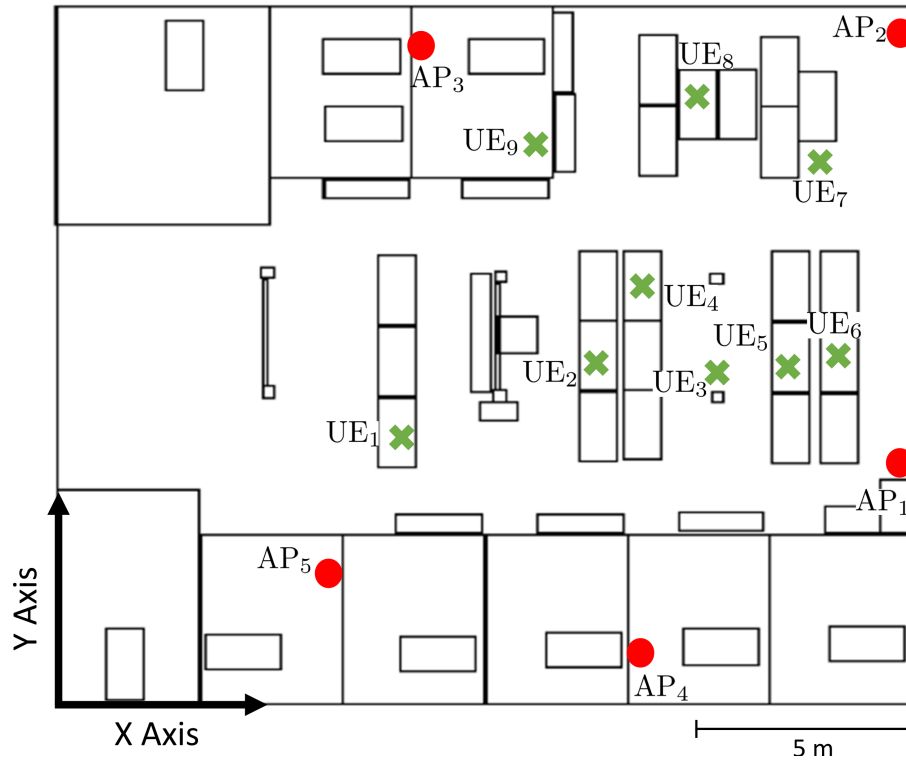 AP₂
UE₈
AP₃
UE₉
UE₇
UE₄
UE₆
UE₅
UE₂
UE₃
UE₁
AP₁
AP₅
Y Axis
AP₄
X Axis
5 m